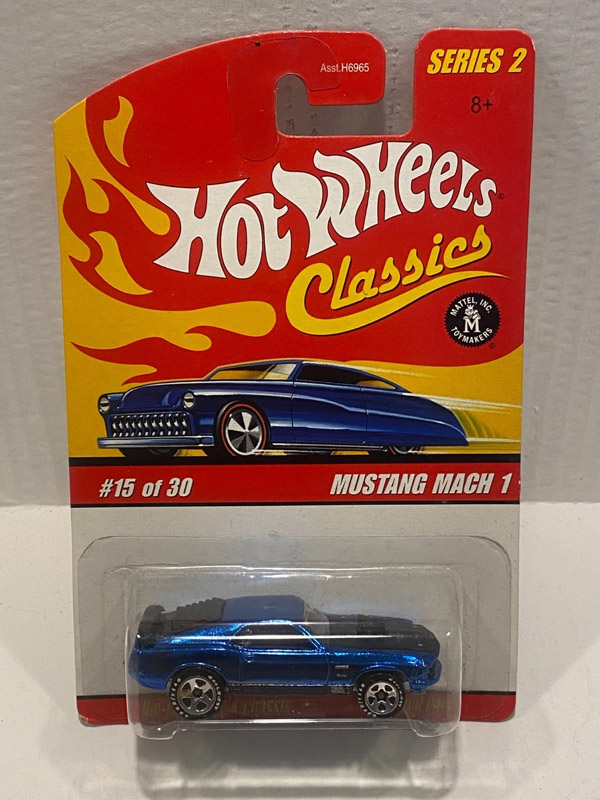 Asst.H6965
SERIES 2
8+
Hot Wheels®
Classics
MATTEL, INC.
M
TOYMAKERS
®
#15 of 30
MUSTANG MACH 1